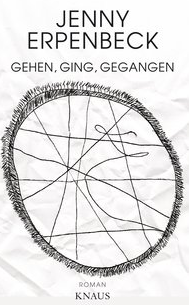 JENNY
ERPENBECK
GEHEN, GING, GEGANGEN
ROMAN
KNAUS